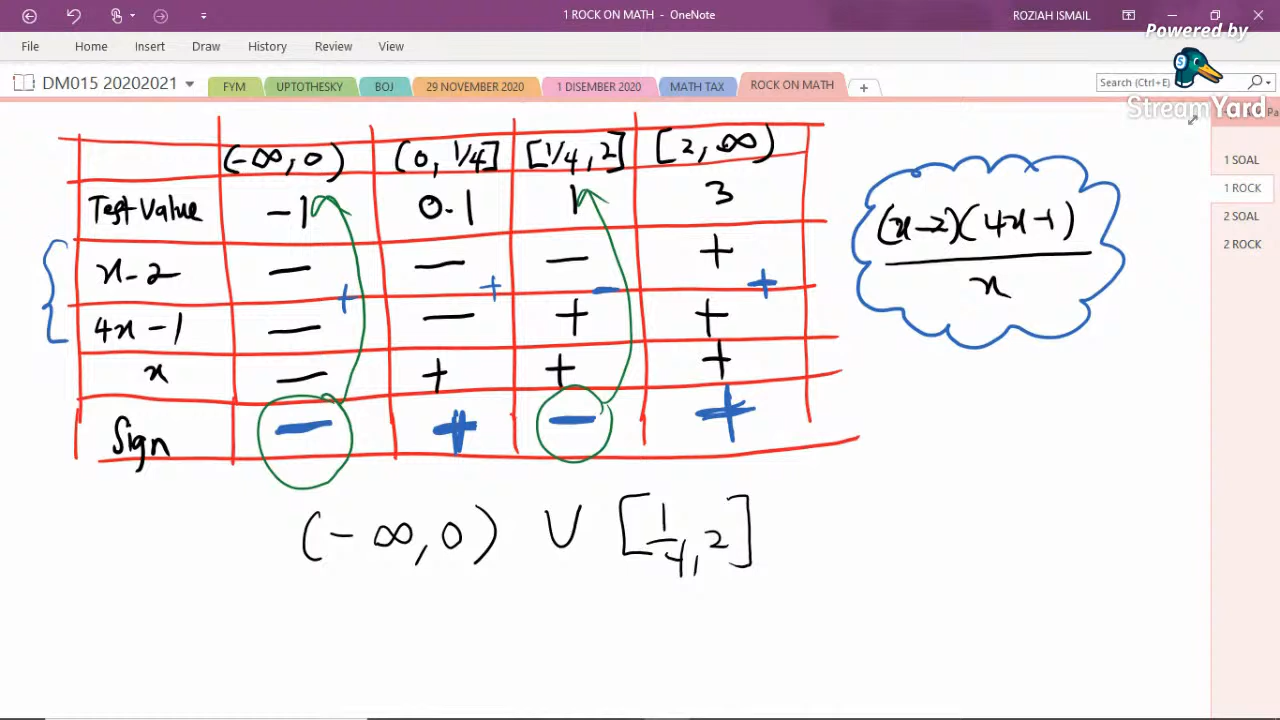 1 ROCK ON MATH - OneNote
ROZIAH ISMAIL
Powered by
StreamYard
File Home Insert Draw History Review View
DM015 20202021
FYM UPTOTHESKY BOJ 29 NOVEMBER 2020 1 DISEMBER 2020 MATH TAX ROCK ON MATH +
Search (Ctrl+E)
Pa
1 SOAL
1 ROCK
2 SOAL
2 ROCK
(-∞, 0) (0, 1/4] [1/4, 2] [2, ∞)
Test Value -1 0.1 1 3
x-2 − − − +
+ + − +
4x-1 − − + +
x − + + +
Sign − + − +
(x-2)(4x-1)
x
(-∞, 0) ∪ [1/4, 2]